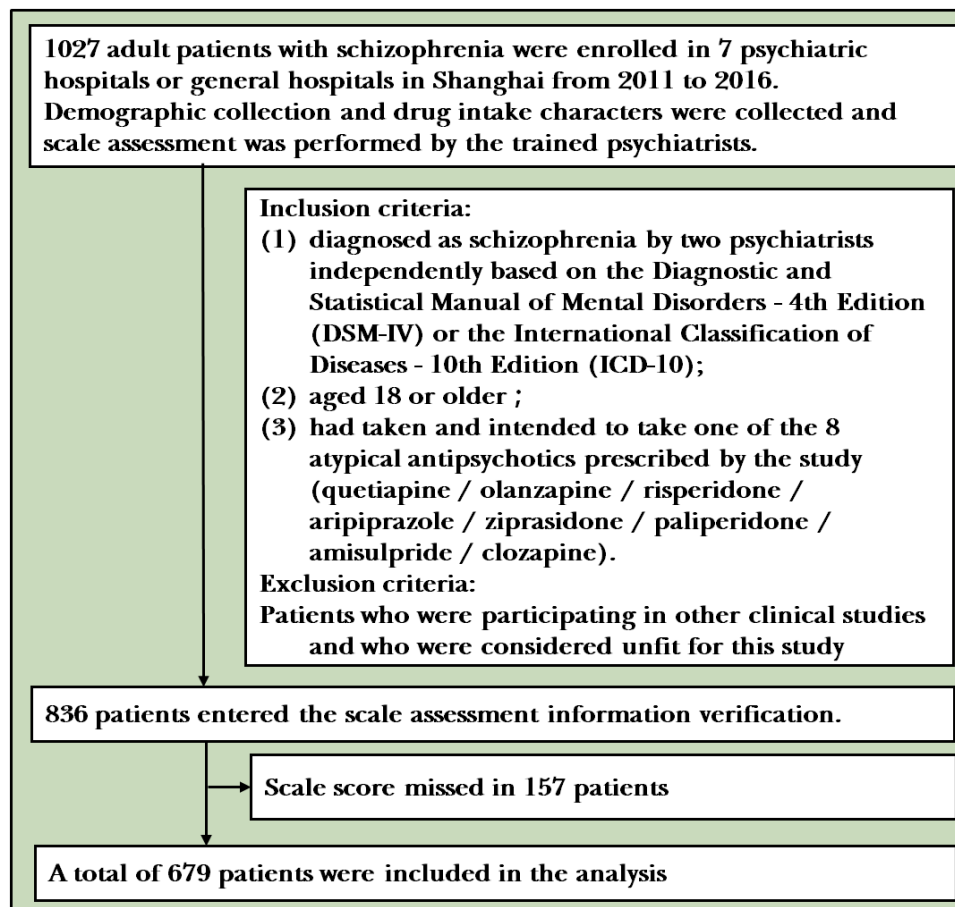 1027 adult patients with schizophrenia were enrolled in 7 psychiatric
hospitals or general hospitals in Shanghai from 2011 to 2016.
Demographic collection and drug intake characters were collected and
scale assessment was performed by the trained psychiatrists.
Inclusion criteria:
(1) diagnosed as schizophrenia by two psychiatrists
independently based on the Diagnostic and
Statistical Manual of Mental Disorders - 4th Edition
(DSM-IV) or the International Classification of
Diseases - 10th Edition (ICD-10);
(2) aged 18 or older ;
(3) had taken and intended to take one of the 8
atypical antipsychotics prescribed by the study
(quetiapine / olanzapine / risperidone /
aripiprazole / ziprasidone / paliperidone /
amisulpride / clozapine).
Exclusion criteria:
Patients who were participating in other clinical studies
and who were considered unfit for this study
836 patients entered the scale assessment information verification.
Scale score missed in 157 patients
A total of 679 patients were included in the analysis